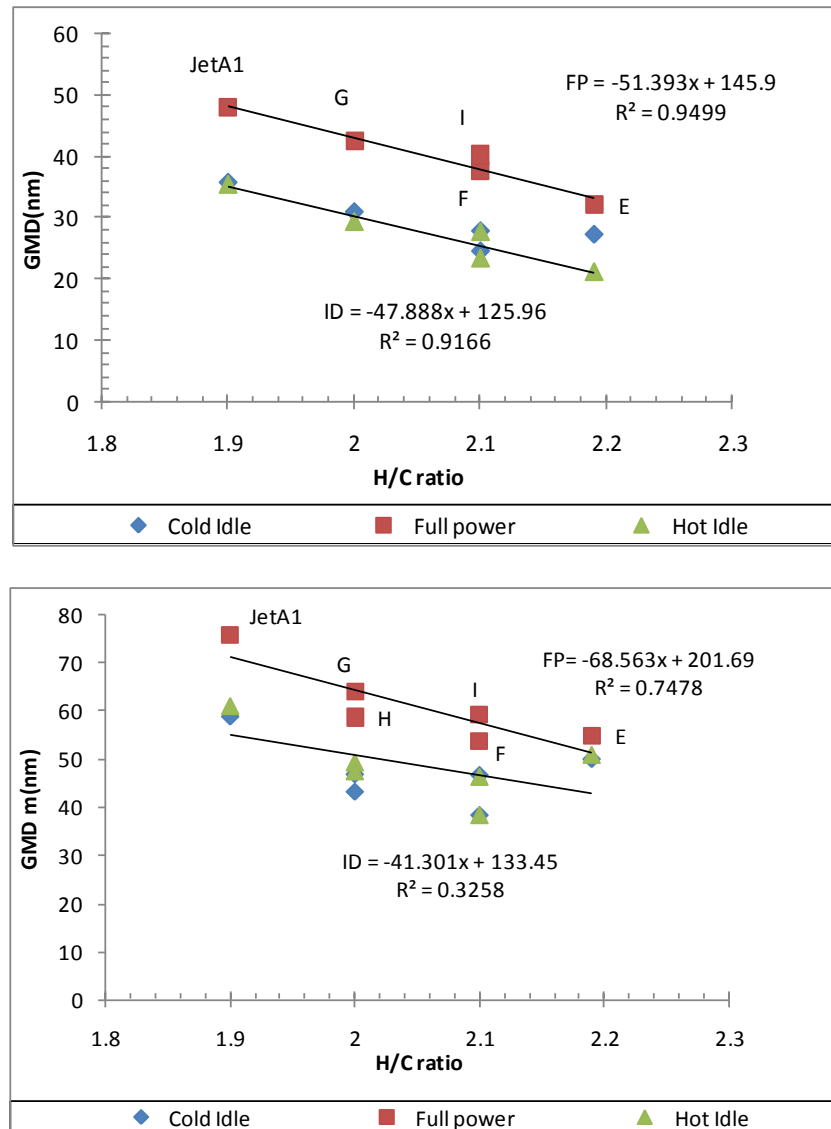 60
50
40
30
20
10
0
GMD(nm)
JetA1
G
I
F
E
FP = -51.393x + 145.9
R² = 0.9499
ID = -47.888x + 125.96
R² = 0.9166
1.8 1.9 2 2.1 2.2 2.3
H/C ratio
Cold Idle Full power Hot Idle
80
70
60
50
40
30
20
10
0
GMD m(nm)
JetA1
G
H
I
F
E
FP= -68.563x + 201.69
R² = 0.7478
ID = -41.301x + 133.45
R² = 0.3258
1.8 1.9 2 2.1 2.2 2.3
H/C ratio
Cold Idle Full power Hot Idle